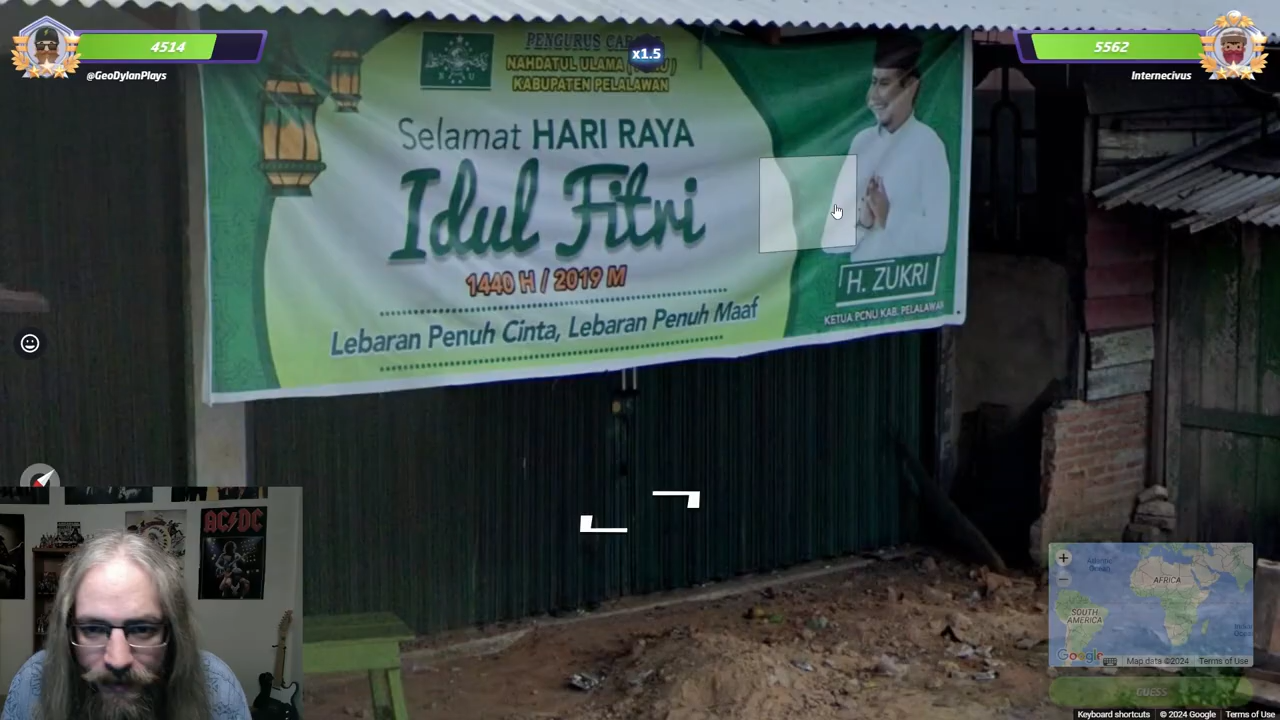 4514
@GeoDylanPlays
x1.5
5562
Internecivus
N U
PENGURUS
NAHDATUL ULAMA
KABUPATEN PELALAWAN
Selamat HARI RAYA
Idul Fitri
1440 H / 2019 M
Lebaran Penuh Cinta, Lebaran Penuh Maaf
H. ZUKRI
KETUA PCNU KAB. PELALAWAN
AC/DC
Atlantic
Ocean
AFRICA
SOUTH
AMERICA
Google
Map data ©2024
Terms of Use
GUESS
Keyboard shortcuts
© 2024 Google
Terms of Use